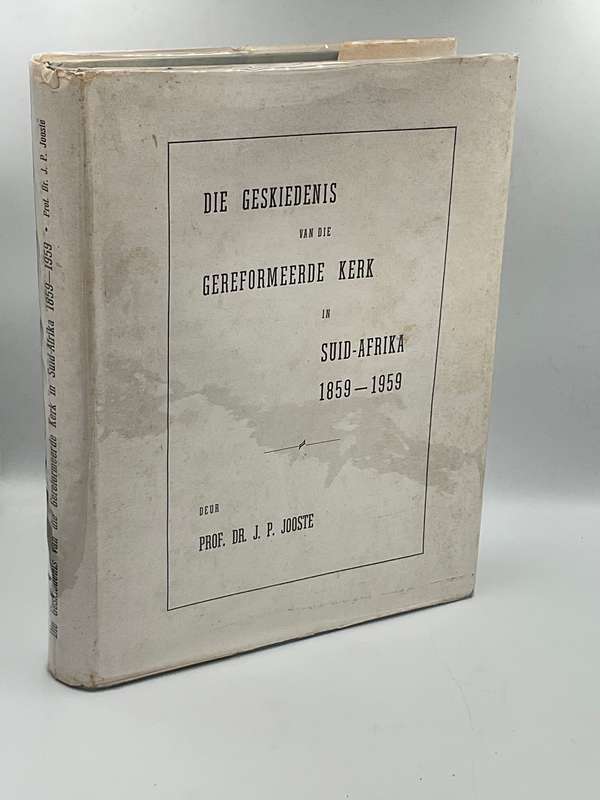 DIE GESKIEDENIS
VAN DIE
GEREFORMEERDE KERK
IN
SUID-AFRIKA
1859—1959
DEUR
PROF. DR. J. P. JOOSTE
Die Geskiedenis van die Gereformeerde Kerk in Suid-Afrika 1859—1959 • Prof. Dr. J. P. Jooste